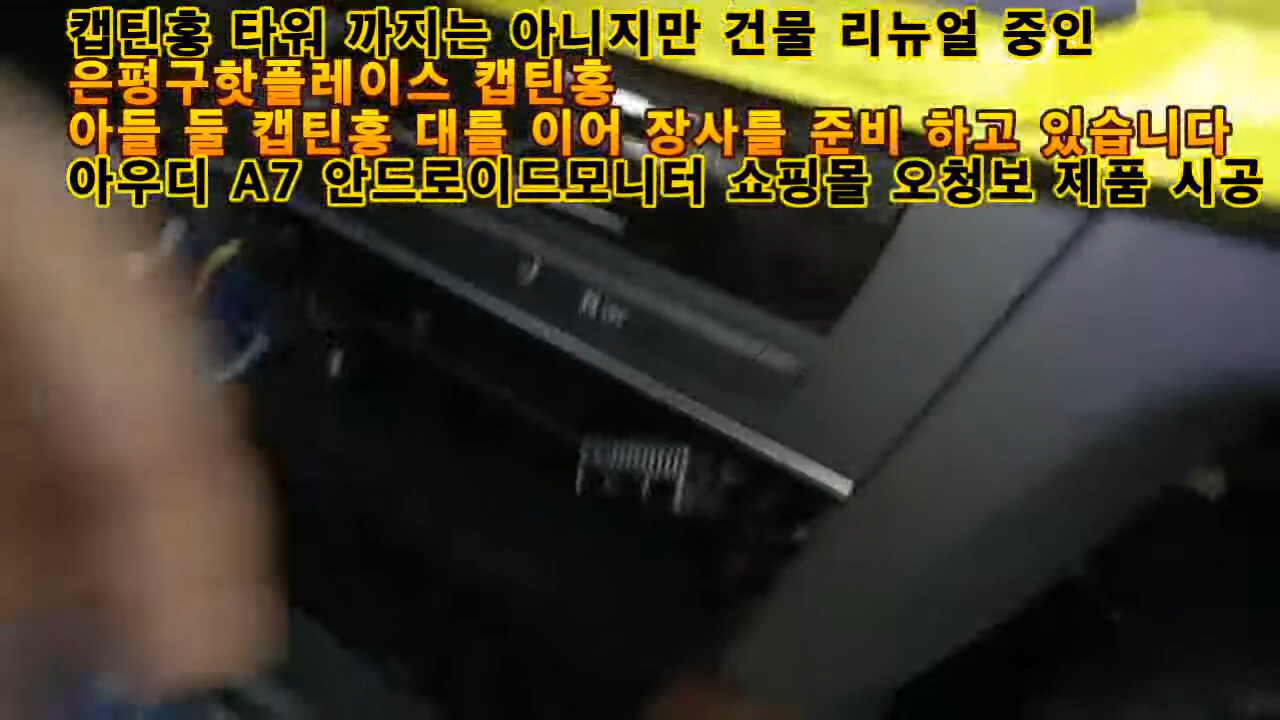 캡틴홍 타워 까지는 아니지만 건물 리뉴얼 중인
은평구핫플레이스 캡틴홍
아들 둘 캡틴홍 대를 이어 장사를 준비 하고 있습니다
아우디 A7 안드로이드모니터 쇼핑몰 오청보 제품 시공